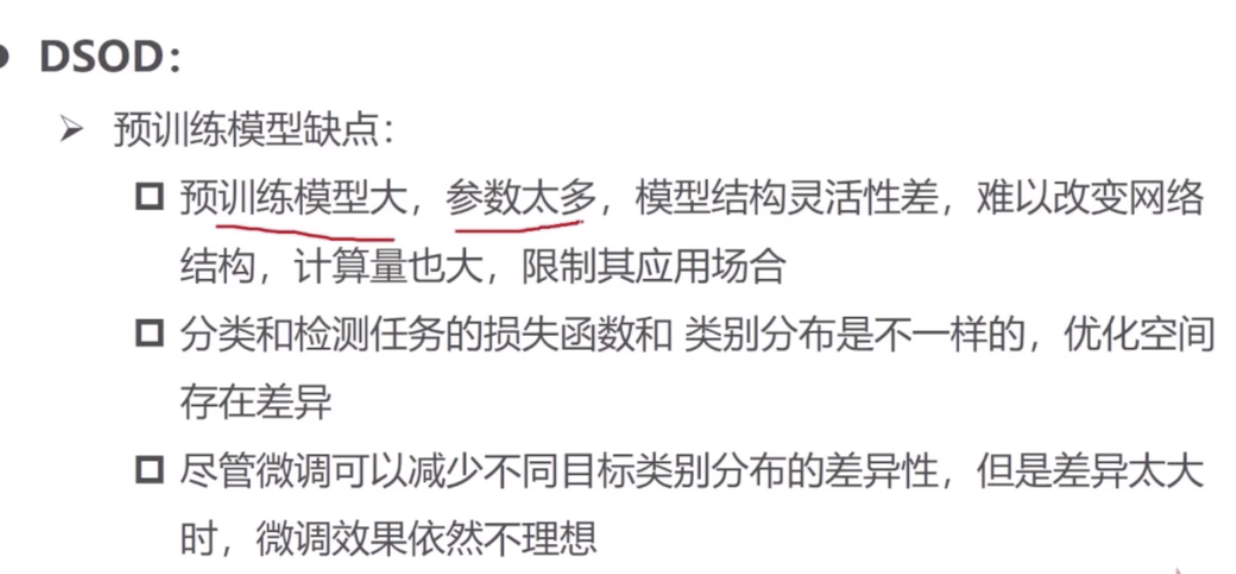 DSOD：
预训练模型缺点：
预训练模型大，参数太多，模型结构灵活性差，难以改变网络
结构，计算量也大，限制其应用场合
分类和检测任务的损失函数和 类别分布是不一样的，优化空间
存在差异
尽管微调可以减少不同目标类别分布的差异性，但是差异太大
时，微调效果依然不理想